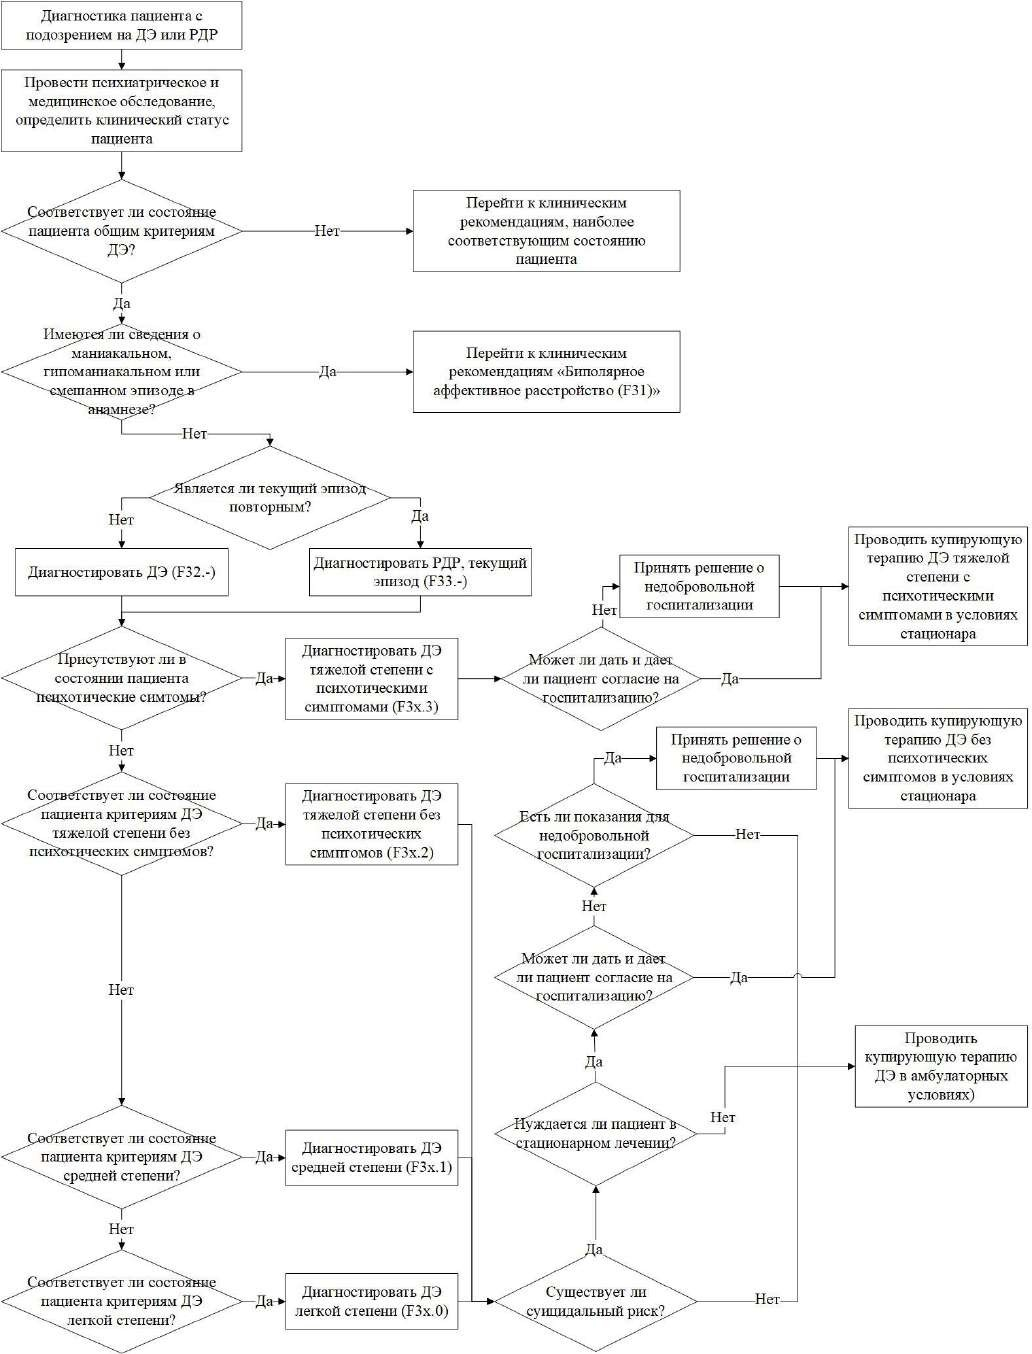 Диагностика пациента с
подозрением на ДЭ или РДР
Провести психиатрическое и
медицинское обследование,
определить клинический статус
пациента
Соответствует ли состояние
пациента общим критериям
ДЭ?
Нет
Перейти к клиническим
рекомендациям, наиболее
соответствующим состоянию
пациента
Да
Имеются ли сведения о
маниакальном,
гипоманиакальном или
смешанном эпизоде в
анамнезе?
Да
Перейти к клиническим
рекомендациям «Биполярное
аффективное расстройство (F31)»
Нет
Является ли текущий эпизод
повторным?
Нет
Да
Диагностировать ДЭ (F32.-)
Диагностировать РДР, текущий
эпизод (F33.-)
Присутствуют ли в
состоянии пациента
психотические симтомы?
Да
Диагностировать ДЭ
тяжелой степени с
психотическими
симптомами (F3x.3)
Может ли дать и дает
ли пациент согласие на
госпитализацию?
Нет
Принять решение о
недобровольной
госпитализации
Да
Проводить купирующую
терапию ДЭ тяжелой
степени с
психотическими
симптомами в условиях
стационара
Нет
Соответствует ли состояние
пациента критериям ДЭ
тяжелой степени без
психотических симптомов?
Да
Диагностировать ДЭ
тяжелой степени без
психотических
симптомов (F3x.2)
Да
Принять решение о
недобровольной
госпитализации
Проводить купирующую
терапию ДЭ без
психотических
симптомов в условиях
стационара
Есть ли показания для
недобровольной
госпитализации?
Нет
Нет
Может ли дать и дает
ли пациент согласие на
госпитализацию?
Да
Нет
Да
Проводить
купирующую терапию
ДЭ в амбулаторных
условиях)
Нуждается ли пациент в
стационарном лечении?
Нет
Соответствует ли состояние
пациента критериям ДЭ
средней степени?
Да
Диагностировать ДЭ
средней степени (F3x.1)
Нет
Да
Соответствует ли состояние
пациента критериям ДЭ
легкой степени?
Да
Диагностировать ДЭ
легкой степени (F3x.0)
Существует ли
суицидальный риск?
Нет